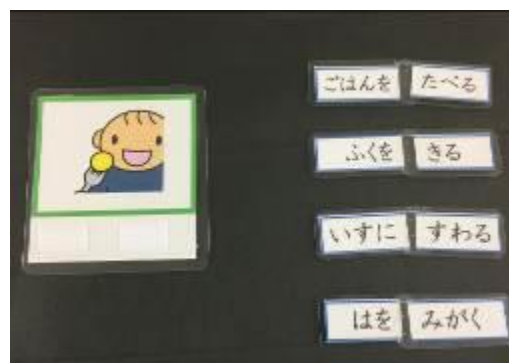 ごはんを たべる
ふくを きる
いすに すわる
はを みがく